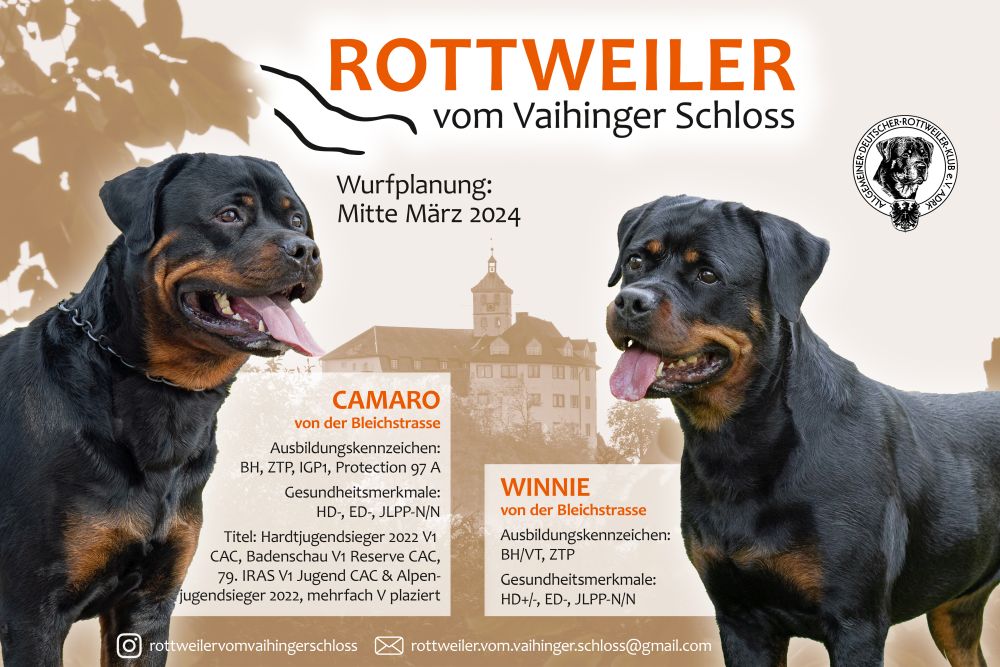 ROTTWEILER
vom Vaihinger Schloss
ALLGEMEINER-DEUTSCHER-ROTTWEILER-KLUB e.V. ADRK
Wurfplanung:
Mitte März 2024
CAMARO
von der Bleichstrasse
Ausbildungskennzeichen:
BH, ZTP, IGP1, Protection 97 A
Gesundheitsmerkmale:
HD-, ED-, JLPP-N/N
Titel: Hardtjugendsieger 2022 V1
CAC, Badenschau V1 Reserve CAC,
79. IRAS V1 Jugend CAC & Alpen-
jugendsieger 2022, mehrfach V plaziert
WINNIE
von der Bleichstrasse
Ausbildungskennzeichen:
BH/VT, ZTP
Gesundheitsmerkmale:
HD+/-, ED-, JLPP-N/N
rottweilervomvaihingerschloss
rottweiler.vom.vaihinger.schloss@gmail.com